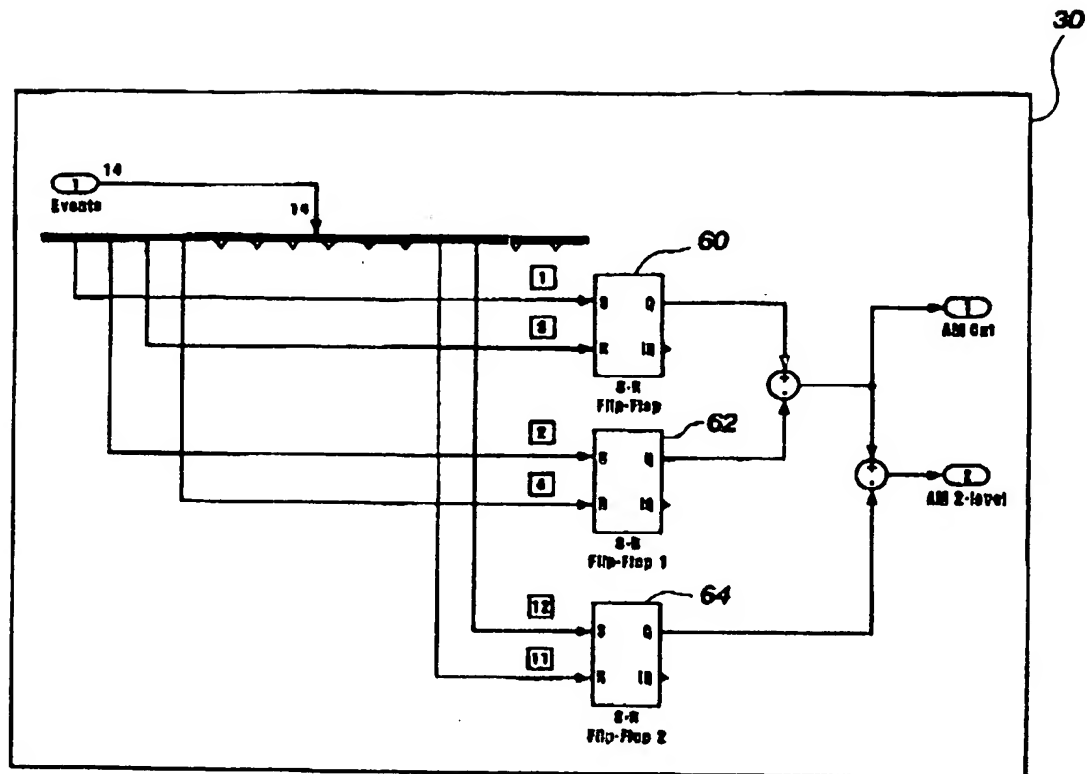 30
14
1
Events
14
60
1
S Q
3
R !Q
S-R
Flip-Flop
1
AM Out
62
2
S Q
4
R !Q
S-R
Flip-Flop 1
+
-
+
-
2
AM 2-level
64
12
S Q
11
R !Q
S-R
Flip-Flop 2